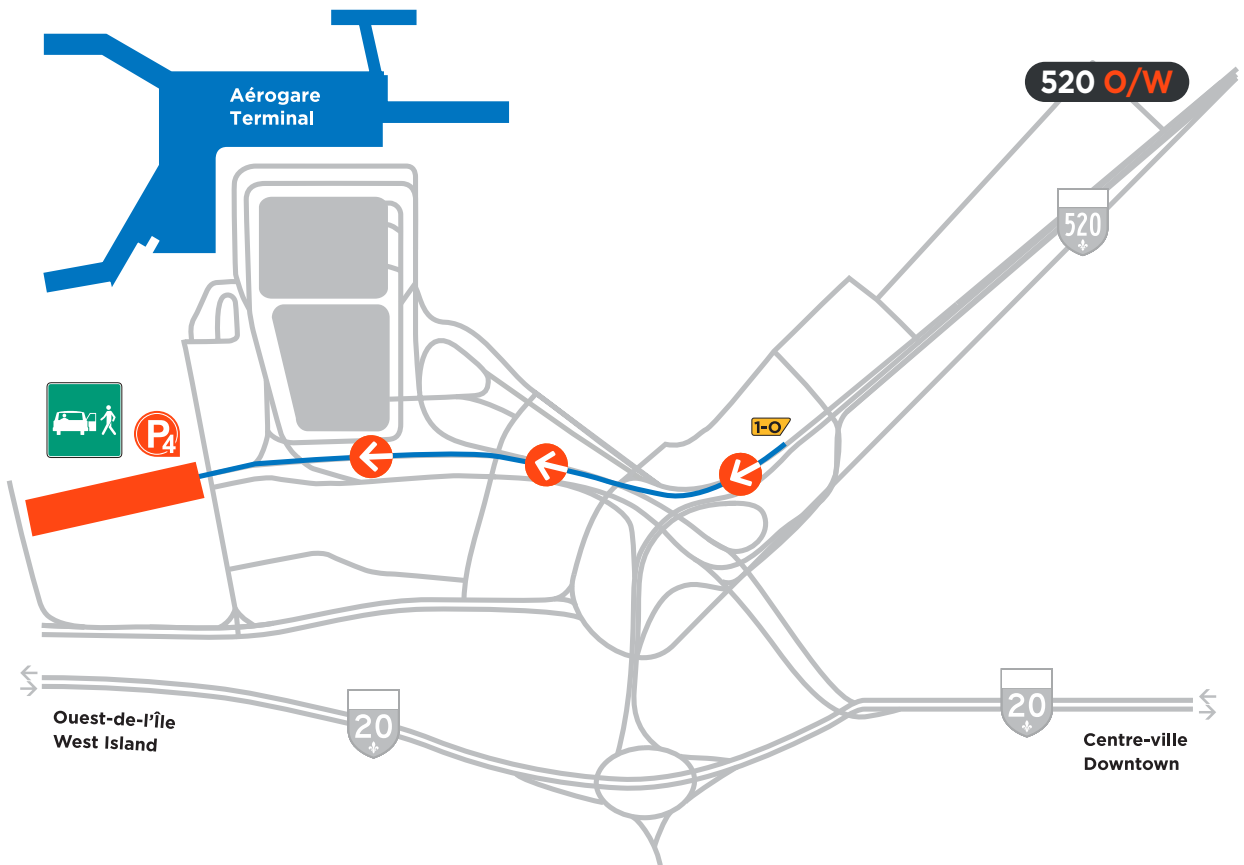 Aérogare
Terminal
520 O/W
520
P4
1-O
Ouest-de-l'Île
West Island
20
20
Centre-ville
Downtown